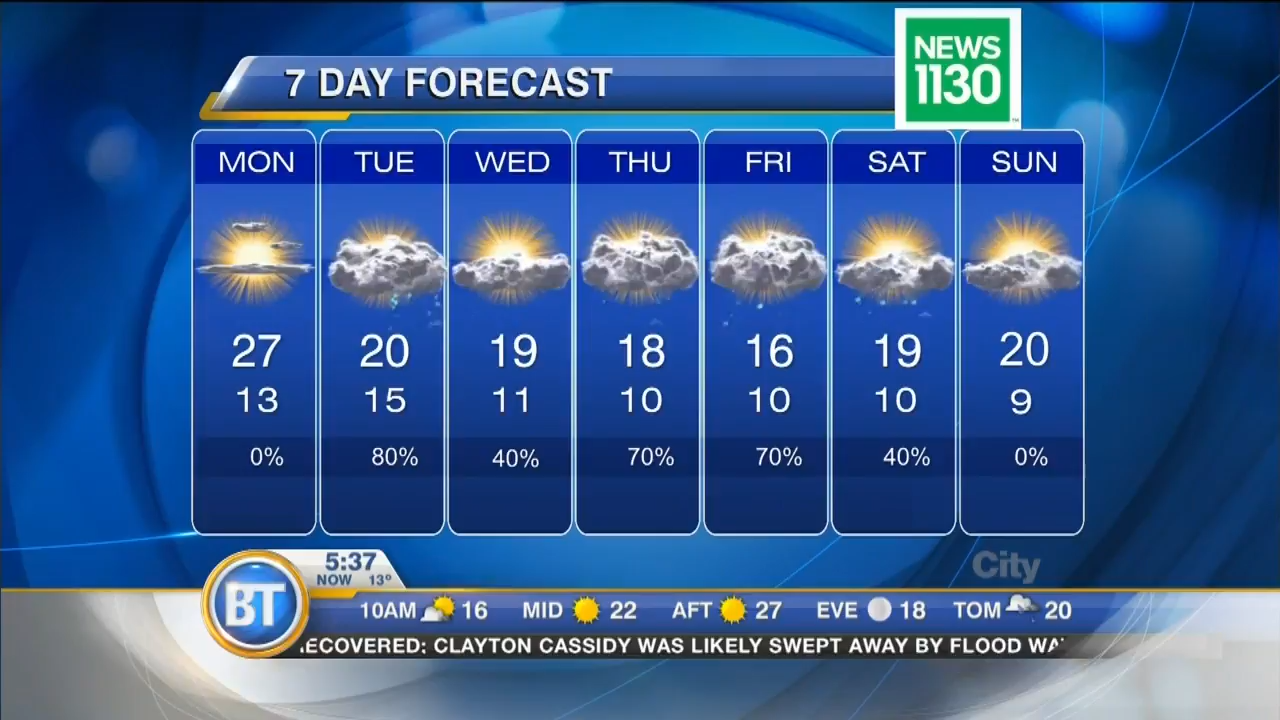 NEWS
1130
7 DAY FORECAST
MON TUE WED THU FRI SAT SUN
27 20 19 18 16 19 20
13 15 11 10 10 10 9
0% 80% 40% 70% 70% 40% 0%
City
5:37
NOW 13°
BT
10AM 16 MID 22 AFT 27 EVE 18 TOM 20
ECOVERED; CLAYTON CASSIDY WAS LIKELY SWEPT AWAY BY FLOOD WA